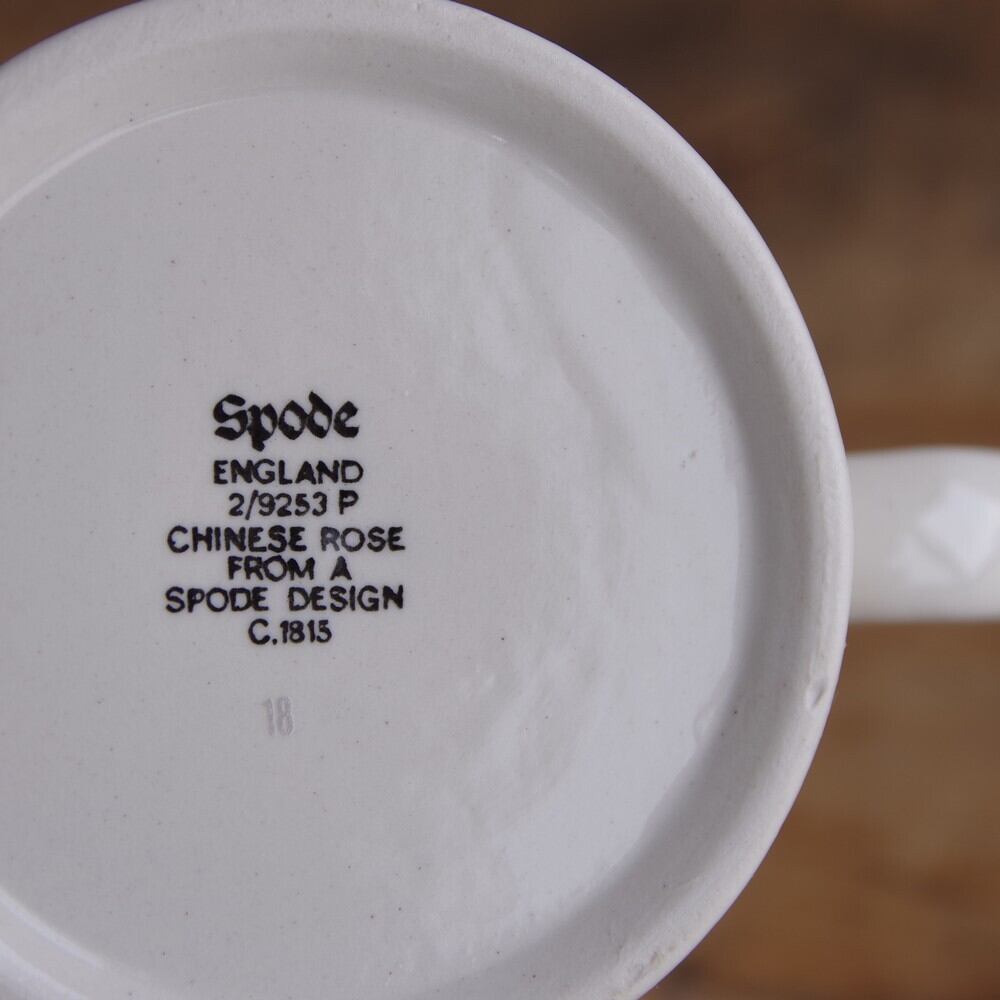 Spode
ENGLAND
2/9253 P
CHINESE ROSE
FROM A
SPODE DESIGN
C.1815
18